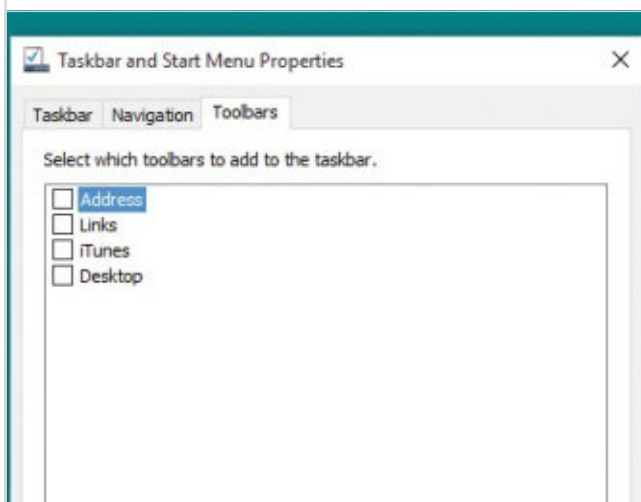 Taskbar and Start Menu Properties
Taskbar Navigation Toolbars
Select which toolbars to add to the taskbar.
Address
Links
iTunes
Desktop